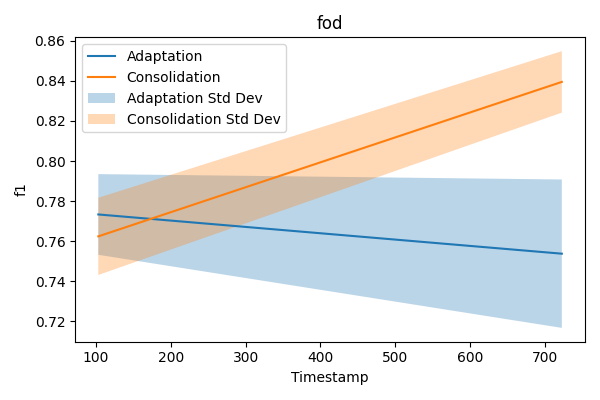 fod
0.86
0.84
0.82
0.80
0.78
0.76
0.74
0.72
f1
Adaptation
Consolidation
Adaptation Std Dev
Consolidation Std Dev
100 200 300 400 500 600 700
Timestamp